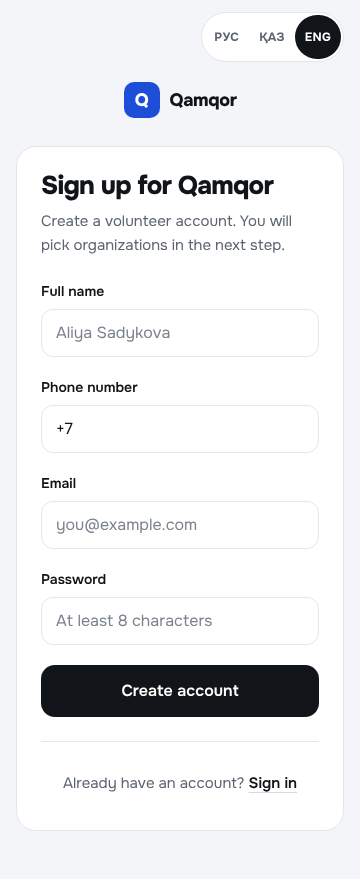 РУС ҚАЗ ENG
Q Qamqor
Sign up for Qamqor
Create a volunteer account. You will
pick organizations in the next step.
Full name
Aliya Sadykova
Phone number
+7
Email
you@example.com
Password
At least 8 characters
Create account
Already have an account? Sign in